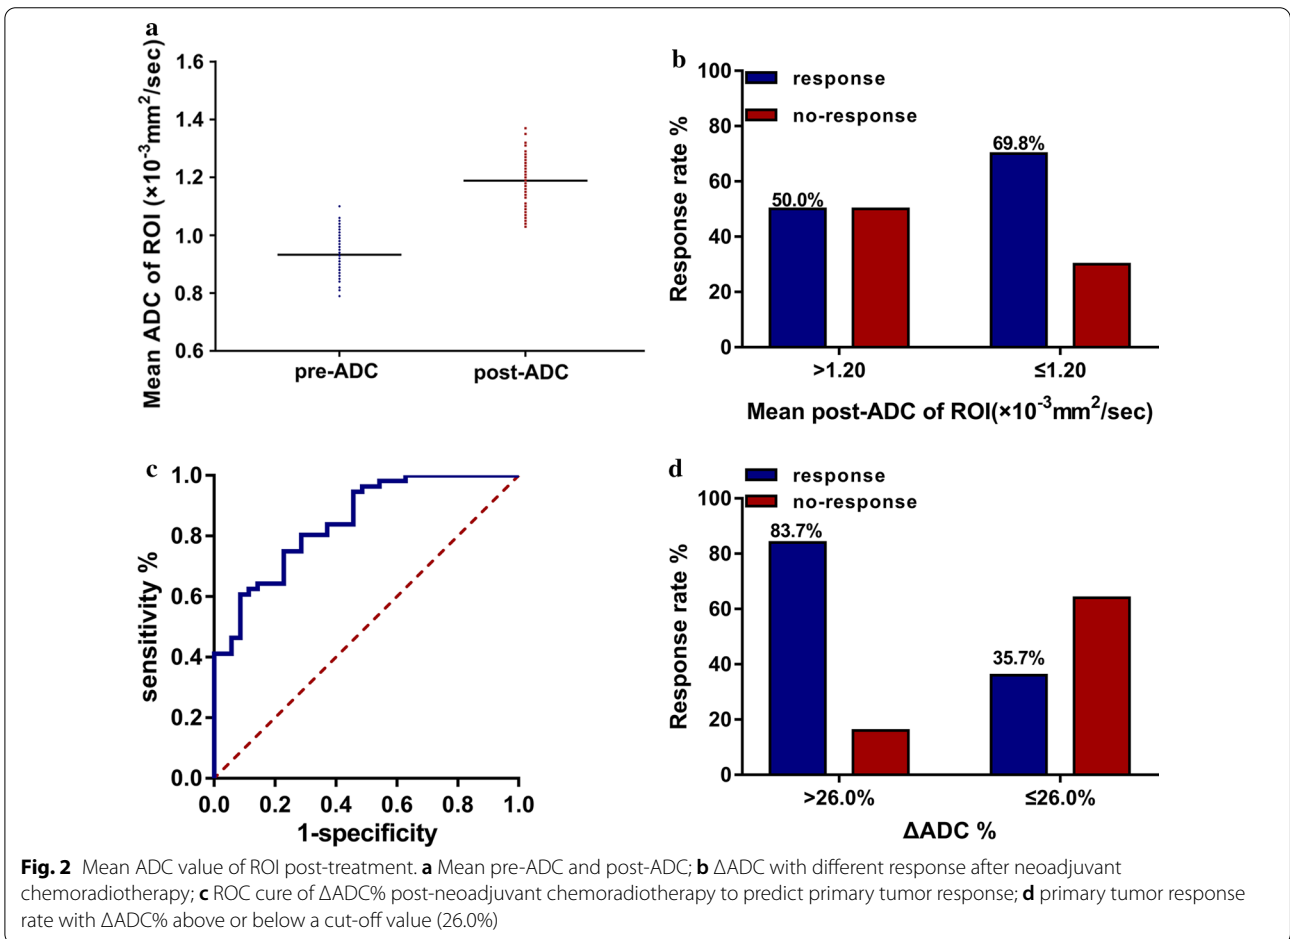 a
Mean ADC of ROI (×10-3mm2/sec)
1.6
1.4
1.2
1.0
0.8
0.6
pre-ADC
post-ADC
b
Response rate %
100
80
60
40
20
0
response
no-response
50.0%
69.8%
>1.20
≤1.20
Mean post-ADC of ROI(×10-3mm2/sec)
c
sensitivity %
1.0
0.8
0.6
0.4
0.2
0.0
0.0 0.2 0.4 0.6 0.8 1.0
1-specificity
d
Response rate %
100
80
60
40
20
0
response
no-response
83.7%
35.7%
>26.0%
≤26.0%
ΔADC %
Fig. 2 Mean ADC value of ROI post-treatment. a Mean pre-ADC and post-ADC; b ΔADC with different response after neoadjuvant
chemoradiotherapy; c ROC cure of ΔADC% post-neoadjuvant chemoradiotherapy to predict primary tumor response; d primary tumor response
rate with ΔADC% above or below a cut-off value (26.0%)